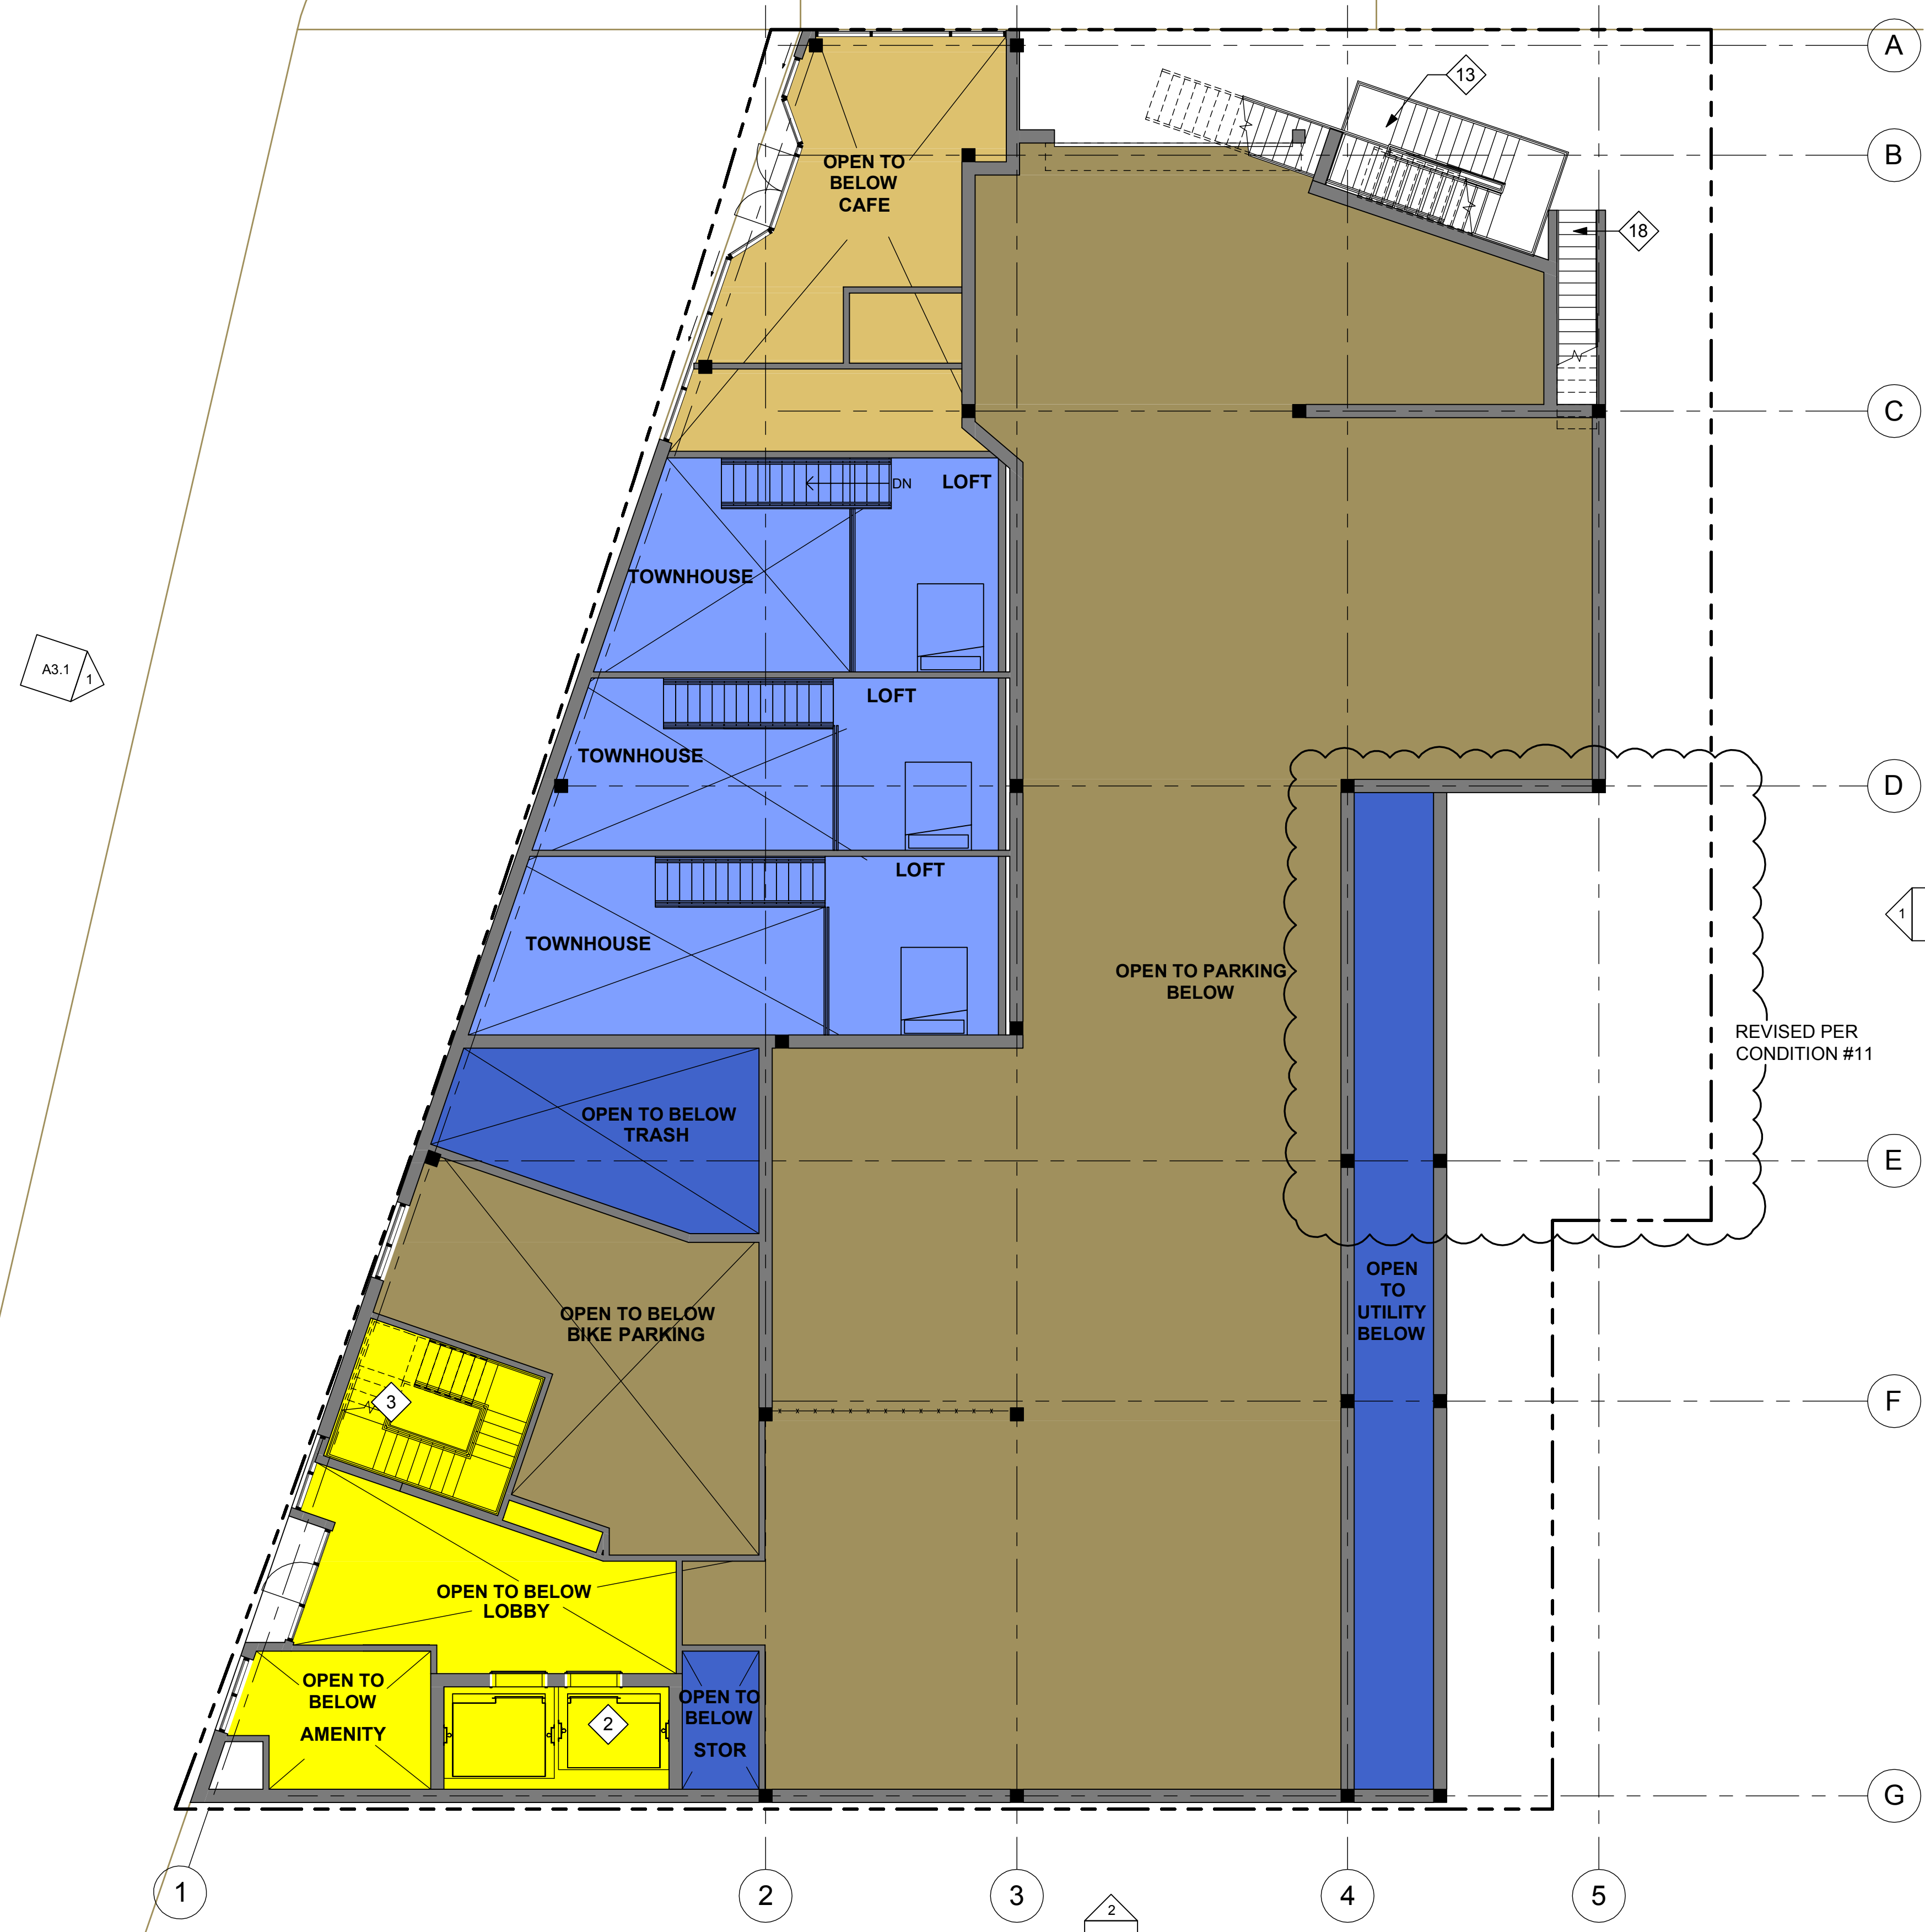 A
13
B
OPEN TO
BELOW
CAFE
18
C
DN
LOFT
TOWNHOUSE
A3.1
1
LOFT
TOWNHOUSE
D
LOFT
1
TOWNHOUSE
OPEN TO PARKING
BELOW
REVISED PER
CONDITION #11
OPEN TO BELOW
TRASH
E
OPEN
TO
UTILITY
BELOW
OPEN TO BELOW
BIKE PARKING
3
F
OPEN TO BELOW
LOBBY
OPEN TO
BELOW
AMENITY
2
OPEN TO
BELOW
STOR
G
1
2
3
4
5
2